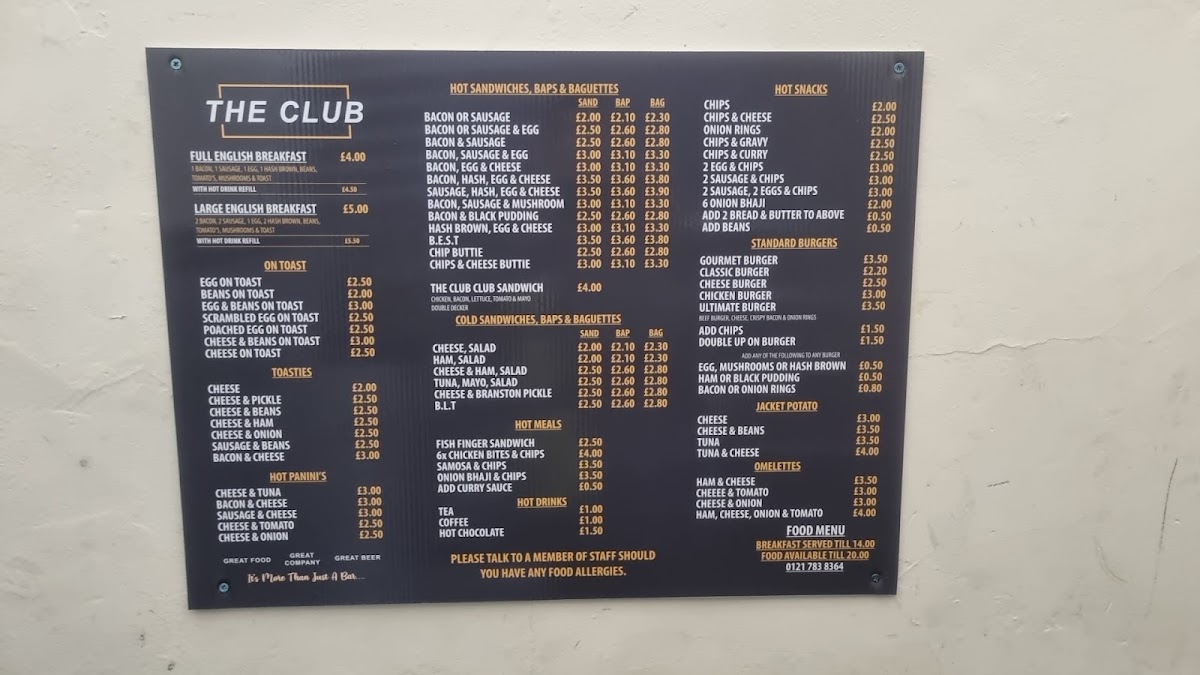 THE CLUB
FULL ENGLISH BREAKFAST £4.00
1 BACON, 1 SAUSAGE, 1 EGG, 1 HASH BROWN, BEANS,
TOMATO'S, MUSHROOMS & TOAST
WITH HOT DRINK REFILL £4.50
LARGE ENGLISH BREAKFAST £5.00
2 BACON, 2 SAUSAGE, 1 EGG, 2 HASH BROWN, BEANS,
TOMATO'S, MUSHROOMS & TOAST
WITH HOT DRINK REFILL £5.50
ON TOAST
EGG ON TOAST £2.50
BEANS ON TOAST £2.00
EGG & BEANS ON TOAST £3.00
SCRAMBLED EGG ON TOAST £2.50
POACHED EGG ON TOAST £2.50
CHEESE & BEANS ON TOAST £3.00
CHEESE ON TOAST £2.50
TOASTIES
CHEESE £2.00
CHEESE & PICKLE £2.50
CHEESE & BEANS £2.50
CHEESE & HAM £2.50
CHEESE & ONION £2.50
SAUSAGE & BEANS £2.50
BACON & CHEESE £3.00
HOT PANINI'S
CHEESE & TUNA £3.00
BACON & CHEESE £3.00
SAUSAGE & CHEESE £3.00
CHEESE & TOMATO £2.50
CHEESE & ONION £2.50
GREAT FOOD GREAT COMPANY GREAT BEER
It's More Than Just A Bar...
HOT SANDWICHES, BAPS & BAGUETTES
SAND BAP BAG
BACON OR SAUSAGE £2.00 £2.10 £2.30
BACON OR SAUSAGE & EGG £2.50 £2.60 £2.80
BACON & SAUSAGE £2.50 £2.60 £2.80
BACON, SAUSAGE & EGG £3.00 £3.10 £3.30
BACON, EGG & CHEESE £3.00 £3.10 £3.30
BACON, HASH, EGG & CHEESE £3.50 £3.60 £3.80
SAUSAGE, HASH, EGG & CHEESE £3.50 £3.60 £3.90
BACON, SAUSAGE & MUSHROOM £3.00 £3.10 £3.30
BACON & BLACK PUDDING £2.50 £2.60 £2.80
HASH BROWN, EGG & CHEESE £3.00 £3.10 £3.30
B.E.S.T £3.50 £3.60 £3.80
CHIP BUTTIE £2.50 £2.60 £2.80
CHIPS & CHEESE BUTTIE £3.00 £3.10 £3.30
THE CLUB CLUB SANDWICH £4.00
CHICKEN, BACON, LETTUCE, TOMATO & MAYO
DOUBLE DECKER
COLD SANDWICHES, BAPS & BAGUETTES
SAND BAP BAG
CHEESE, SALAD £2.00 £2.10 £2.30
HAM, SALAD £2.00 £2.10 £2.30
CHEESE & HAM, SALAD £2.50 £2.60 £2.80
TUNA, MAYO, SALAD £2.50 £2.60 £2.80
CHEESE & BRANSTON PICKLE £2.50 £2.60 £2.80
B.L.T £2.50 £2.60 £2.80
HOT MEALS
FISH FINGER SANDWICH £2.50
6x CHICKEN BITES & CHIPS £4.00
SAMOSA & CHIPS £3.50
ONION BHAJI & CHIPS £3.50
ADD CURRY SAUCE £0.50
HOT DRINKS
TEA £1.00
COFFEE £1.00
HOT CHOCOLATE £1.50
PLEASE TALK TO A MEMBER OF STAFF SHOULD
YOU HAVE ANY FOOD ALLERGIES.
HOT SNACKS
CHIPS £2.00
CHIPS & CHEESE £2.50
ONION RINGS £2.00
CHIPS & GRAVY £2.50
CHIPS & CURRY £2.50
2 EGG & CHIPS £3.00
2 SAUSAGE & CHIPS £3.00
2 SAUSAGE, 2 EGGS & CHIPS £3.00
6 ONION BHAJI £2.00
ADD 2 BREAD & BUTTER TO ABOVE £0.50
ADD BEANS £0.50
STANDARD BURGERS
GOURMET BURGER £3.50
CLASSIC BURGER £2.20
CHEESE BURGER £2.50
CHICKEN BURGER £3.00
ULTIMATE BURGER £3.50
BEEF BURGER, CHEESE, CRISPY BACON & ONION RINGS
ADD CHIPS £1.50
DOUBLE UP ON BURGER £1.50
ADD ANY OF THE FOLLOWING TO ANY BURGER
EGG, MUSHROOMS OR HASH BROWN £0.50
HAM OR BLACK PUDDING £0.50
BACON OR ONION RINGS £0.80
JACKET POTATO
CHEESE £3.00
CHEESE & BEANS £3.50
TUNA £3.50
TUNA & CHEESE £4.00
OMELETTES
HAM & CHEESE £3.50
CHEEEE & TOMATO £3.00
CHEESE & ONION £3.00
HAM, CHEESE, ONION & TOMATO £4.00
FOOD MENU
BREAKFAST SERVED TILL 14.00
FOOD AVAILABLE TILL 20.00
0121 783 8364